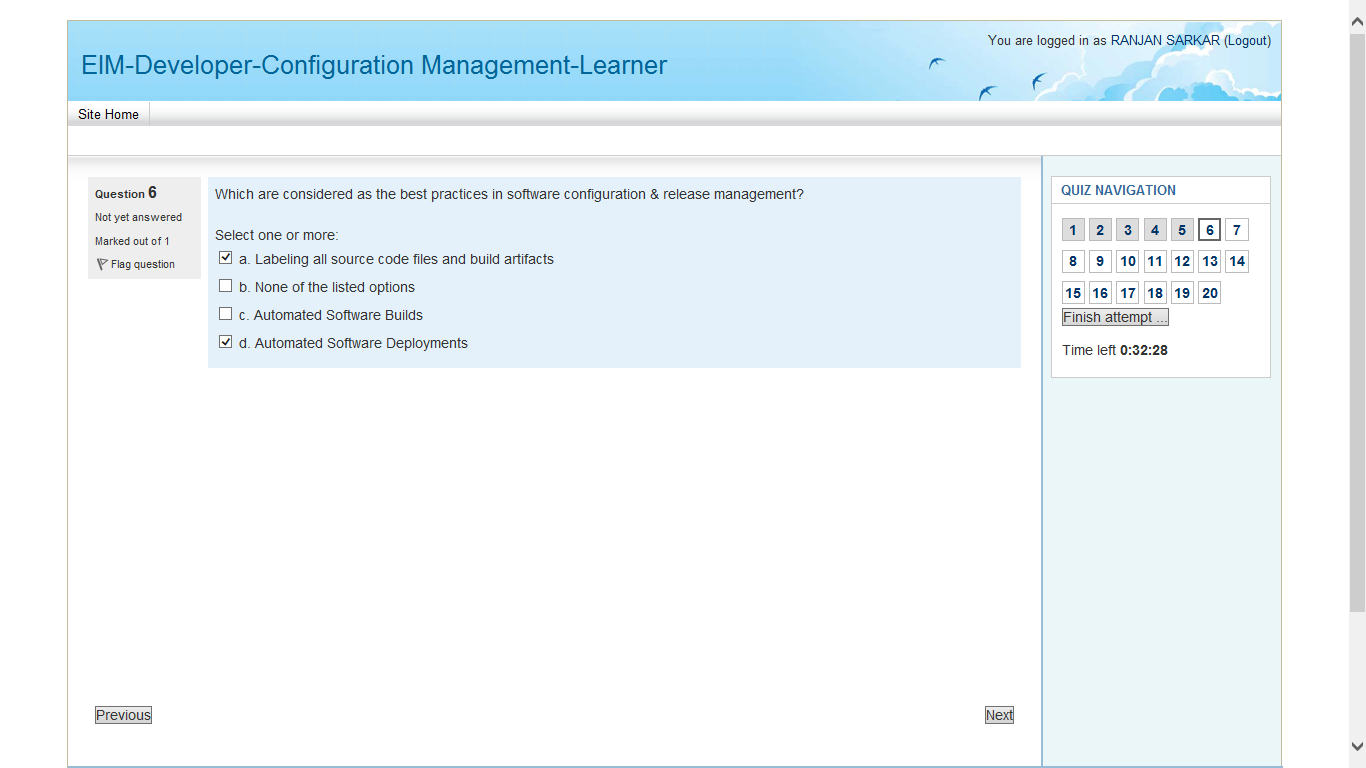 You are logged in as RANJAN SARKAR (Logout)
EIM-Developer-Configuration Management-Learner
Site Home
Question 6
Not yet answered
Marked out of 1
Flag question
Which are considered as the best practices in software configuration & release management?
Select one or more:
a. Labeling all source code files and build artifacts
b. None of the listed options
c. Automated Software Builds
d. Automated Software Deployments
Previous
Next
QUIZ NAVIGATION
1 2 3 4 5 6 7
8 9 10 11 12 13 14
15 16 17 18 19 20
Finish attempt ...
Time left 0:32:28